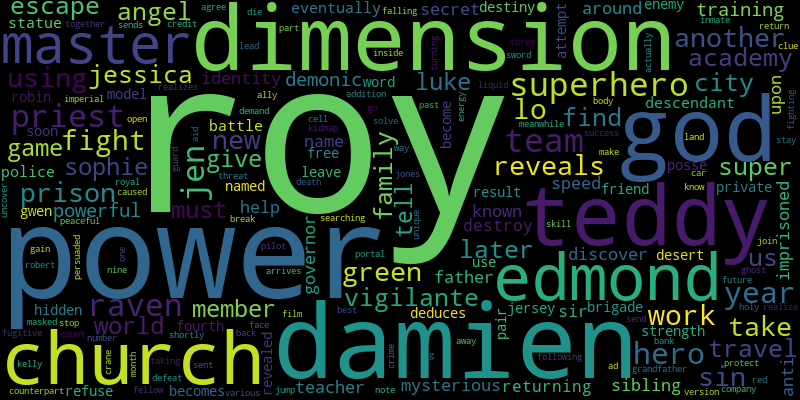 escape angel eventually agree die secret falling destiny part attempt around enemy training
statue together sends dimension credit return
master lead inside turning sword three actually another inmate clue
using jessica identity demonic word luke superhero city academy
robin imperial model realizes ally liquid energy body descendant upon
priest soon open battle addition demand cell aid kidnap roy go past solve become lo find god land stay fighting
fight jen new name free way meanwhile success team
game sophie give guard death leave family jones reveals make posse super
police prison royal named threat tell unique skill speed friend car know private
uncover gwen powerful caused must help break searching known result teddy join imprisoned
peaceful power governor portal destroy later discover desert us
gain persuaded one pilot arrives green father use future ghost
robert nine hidden raven member vigilante edmond year
masked stop world fourth film deduces pair jersey sir brigade work holy realize
fugitive count number shortly face back best damien strength bank send take
church kelly crane month taking sent revealed crime away following hero travel
counterpart refuse defeat becomes fellow various jump teacher note mysterious returning ad sibling grandfather sin version protect red company anti